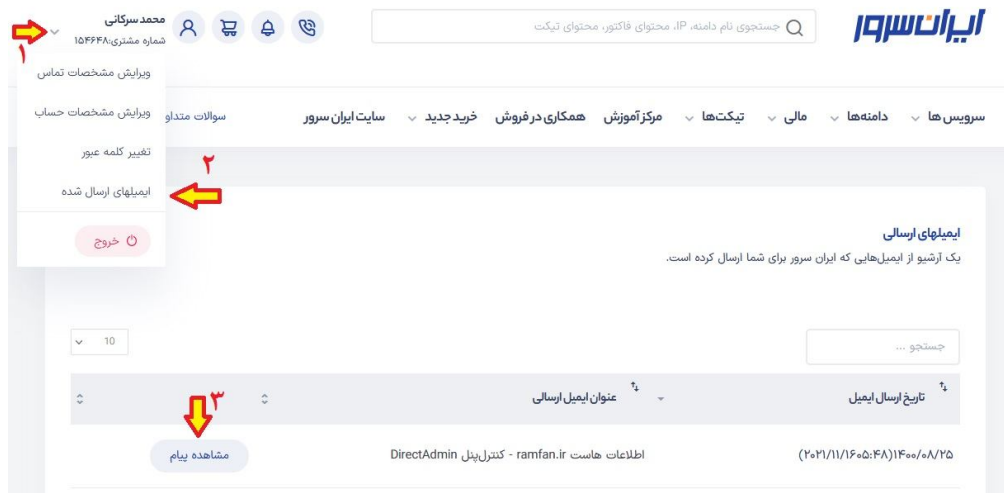 ایران‌سرور
جستجوی نام دامنه، IP، محتوای فاکتور، محتوای تیکت
محمد سرکانی
شماره مشتری:۱۵۴۶۴۸
۱
ویرایش مشخصات تماس
ویرایش مشخصات حساب
تغییر کلمه عبور
ایمیلهای ارسال شده
خروج
۲
سرویس ها دامنه‌ها مالی تیکت‌ها مرکز آموزش همکاری در فروش خرید جدید سایت ایران سرور سوالات متداو
ایمیلهای ارسالی
یک آرشیو از ایمیل‌هایی که ایران سرور برای شما ارسال کرده است.
جستجو ... 10
تاریخ ارسال ایمیل عنوان ایمیل ارسالی
۳
۱۴۰۰/۰۸/۲۵(۲۰۲۱/۱۱/۱۶۰۵:۴۸) اطلاعات هاست ramfan.ir - کنترل‌پنل DirectAdmin مشاهده پیام